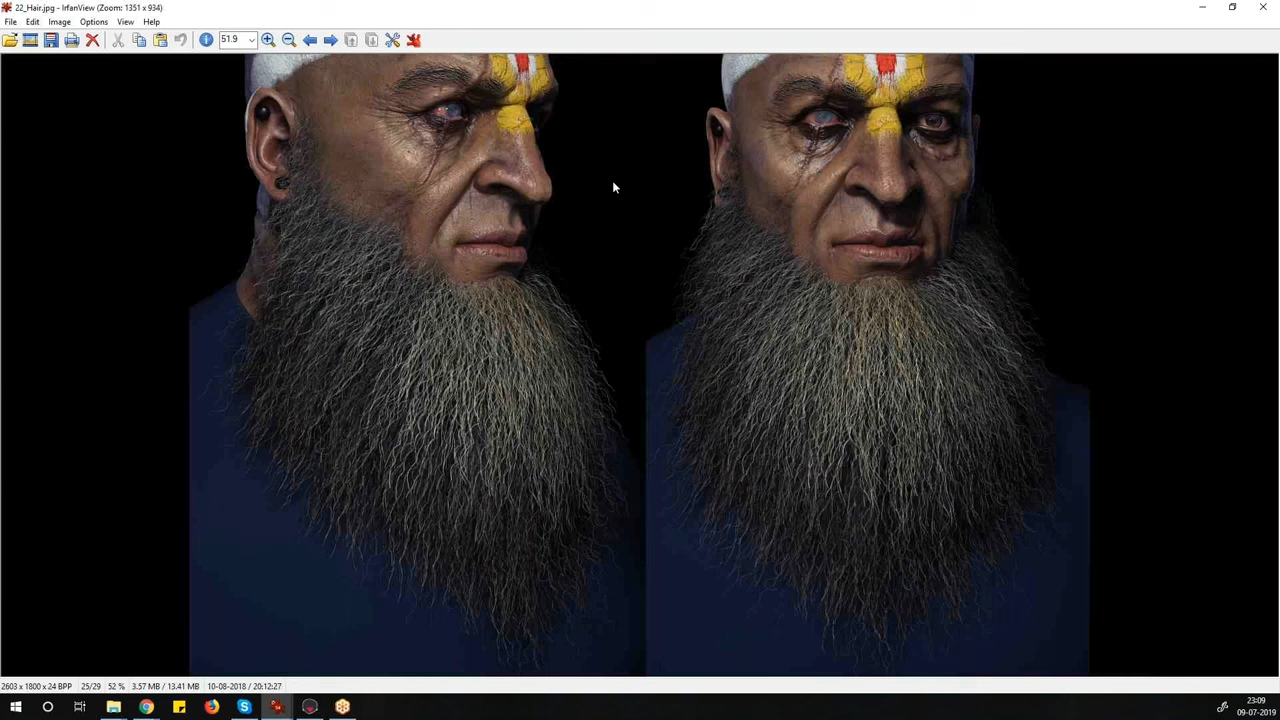 22_Hair.jpg - IrfanView (Zoom: 1351 x 934)
File Edit Image Options View Help
51.9
2603 x 1800 x 24 BPP 25/29 52 % 3.57 MB / 13.41 MB 10-08-2018 / 20:12:27
23:09
09-07-2019